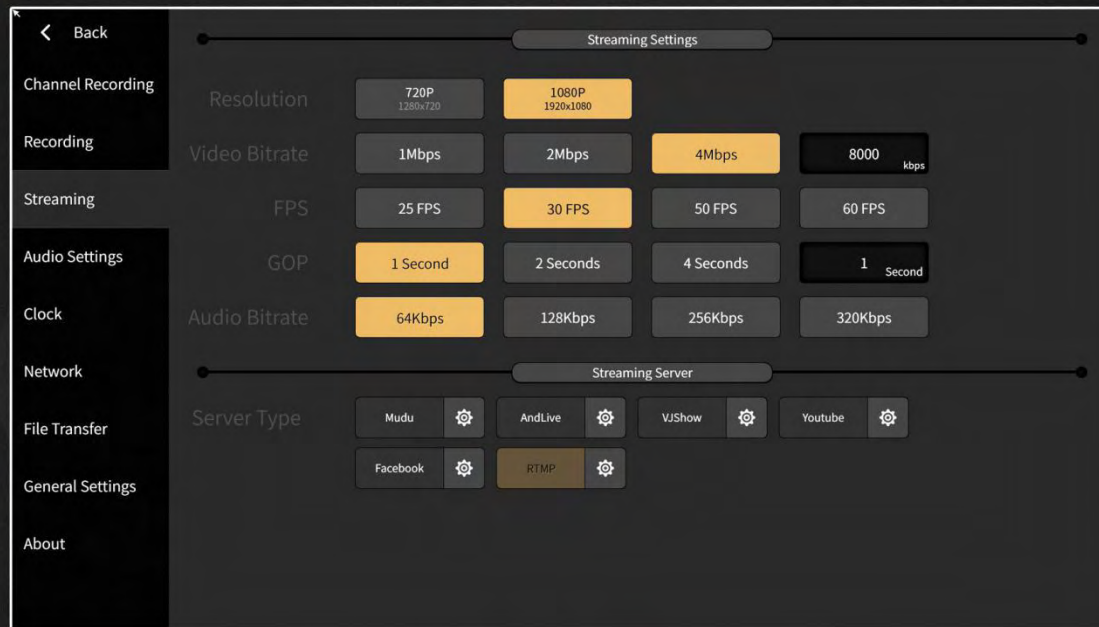 Back
Streaming Settings
Channel Recording
Resolution
720P
1280x720
1080P
1920x1080
Recording
Video Bitrate
1Mbps
2Mbps
4Mbps
8000 kbps
Streaming
FPS
25 FPS
30 FPS
50 FPS
60 FPS
Audio Settings
GOP
1 Second
2 Seconds
4 Seconds
1 Second
Clock
Audio Bitrate
64Kbps
128Kbps
256Kbps
320Kbps
Network
Streaming Server
File Transfer
Server Type
Mudu
AndLive
VJShow
Youtube
Facebook
RTMP
General Settings
About